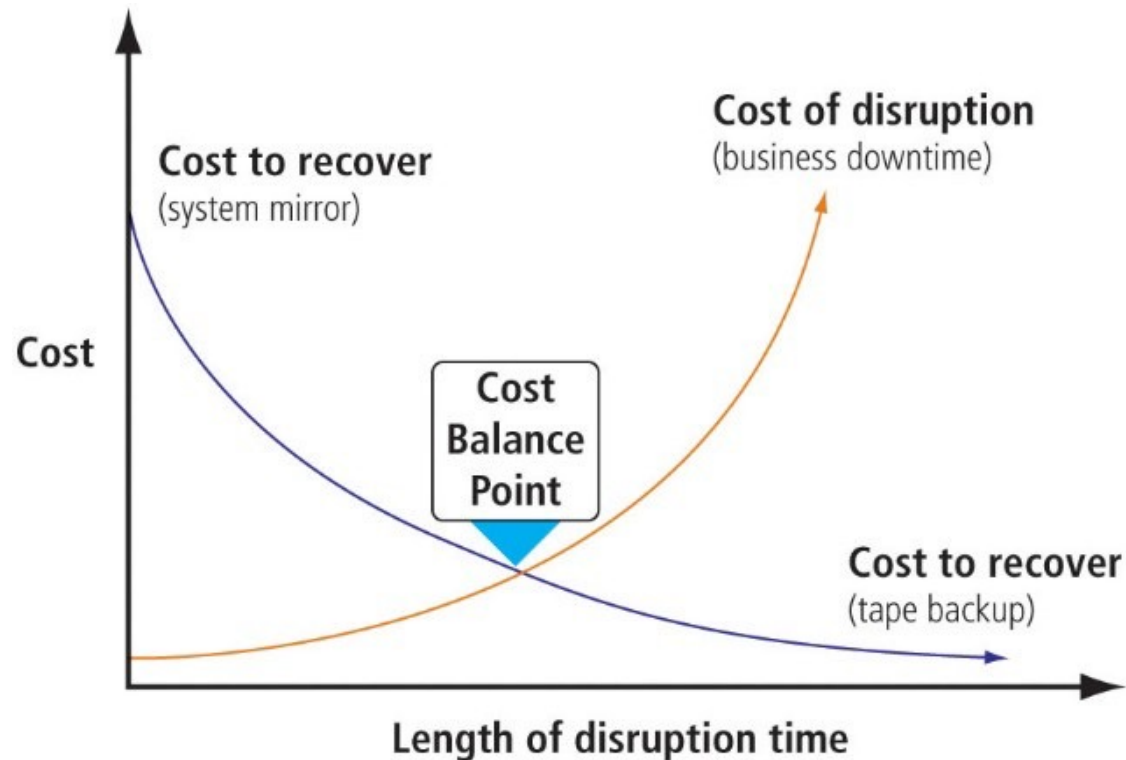 Cost to recover
(system mirror)
Cost of disruption
(business downtime)
Cost
Cost
Balance
Point
Cost to recover
(tape backup)
Length of disruption time